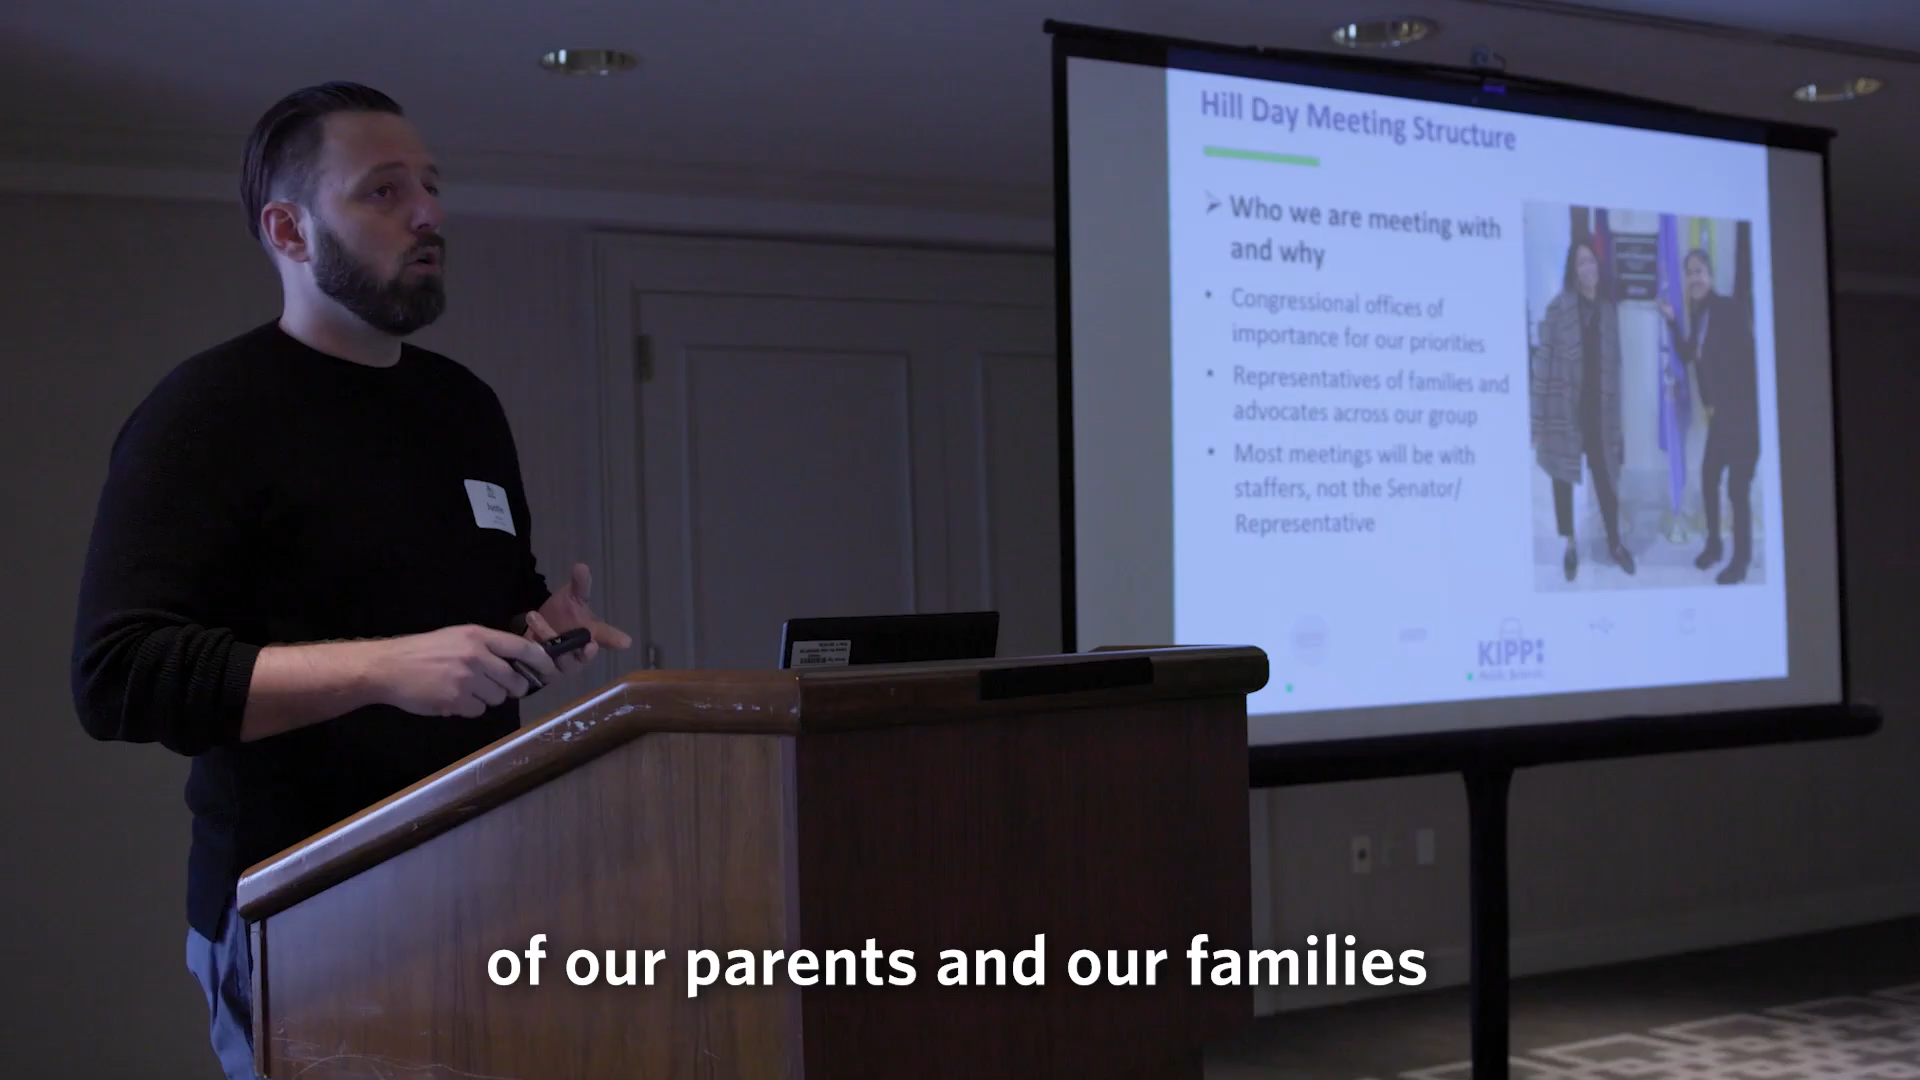 Hill Day Meeting Structure
➢ Who we are meeting with
and why
• Congressional offices of
importance for our priorities
• Representatives of families and
advocates across our group
• Most meetings will be with
staffers, not the Senator/
Representative
KIPP:
Justin
of our parents and our families